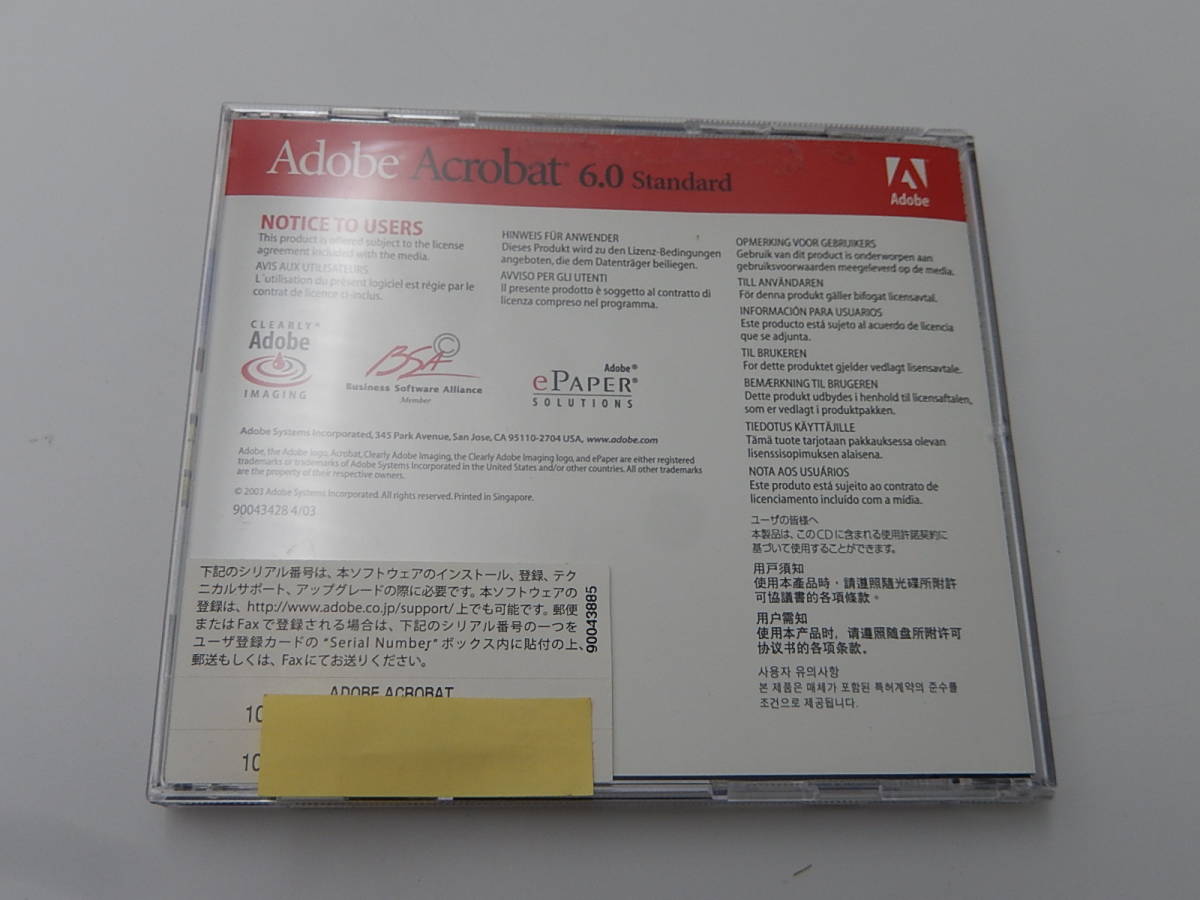 Adobe® Acrobat® 6.0 Standard
Adobe
NOTICE TO USERS
This product is offered subject to the license
agreement included with the media.
AVIS AUX UTILISATEURS
L´utilisation du présent logiciel est régie par le
contrat de licence ci-inclus.
HINWEIS FÜR ANWENDER
Dieses Produkt wird zu den Lizenz-Bedingungen
angeboten, die dem Datenträger beiliegen.
AVVISO PER GLI UTENTI
Il presente prodotto è soggetto al contratto di
licenza compreso nel programma.
OPMERKING VOOR GEBRUIKERS
Gebruik van dit product is onderworpen aan
gebruiksvoorwaarden meegeleverd op de media.
TILL ANVÄNDAREN
För denna produkt gäller bifogat licensavtal.
INFORMACIÓN PARA USUARIOS
Este producto está sujeto al acuerdo de licencia
que se adjunta.
TIL BRUKEREN
For dette produktet gjelder vedlagt lisensavtale.
BEMÆRKNING TIL BRUGEREN
Dette produkt udbydes i henhold til licensaftalen,
som er vedlagt i produktpakken.
TIEDOTUS KÄYTTÄJILLE
Tämä tuote tarjotaan pakkauksessa olevan
lisenssisopimuksen alaisena.
NOTA AOS USUÁRIOS
Este produto está sujeito ao contrato de
licenciamento incluído com a mídia.
ユーザの皆様へ
本製品は、このCDに含まれる使用許諾契約に
基づいて使用することができます。
用戶須知
使用本產品時，請遵照隨光碟所附許
可協議書的各項條款。
用户需知
使用本产品时，请遵照随盘所附许可
协议书的各项条款。
사용자 유의사항
본 제품은 매체가 포함된 특허계약의 준수를
조건으로 제공됩니다.
CLEARLY®
Adobe
IMAGING
BSA©
Business Software Alliance
Member
Adobe®
ePAPER®
SOLUTIONS
Adobe Systems Incorporated, 345 Park Avenue, San Jose, CA 95110-2704 USA, www.adobe.com
Adobe, the Adobe logo, Acrobat, Clearly Adobe Imaging, the Clearly Adobe Imaging logo, and ePaper are either registered
trademarks or trademarks of Adobe Systems Incorporated in the United States and/or other countries. All other trademarks
are the property of their respective owners.
© 2003 Adobe Systems Incorporated. All rights reserved. Printed in Singapore.
90043428 4/03
下記のシリアル番号は、本ソフトウェアのインストール、登録、テク
ニカルサポート、アップグレードの際に必要です。本ソフトウェアの
登録は、http://www.adobe.co.jp/support/ 上でも可能です。郵便
またはFaxで登録される場合は、下記のシリアル番号の一つを
ユーザ登録カードの "Serial Number" ボックス内に貼付の上、
郵送もしくは、Faxにてお送りください。
90043885
ADOBE ACROBAT
10
10